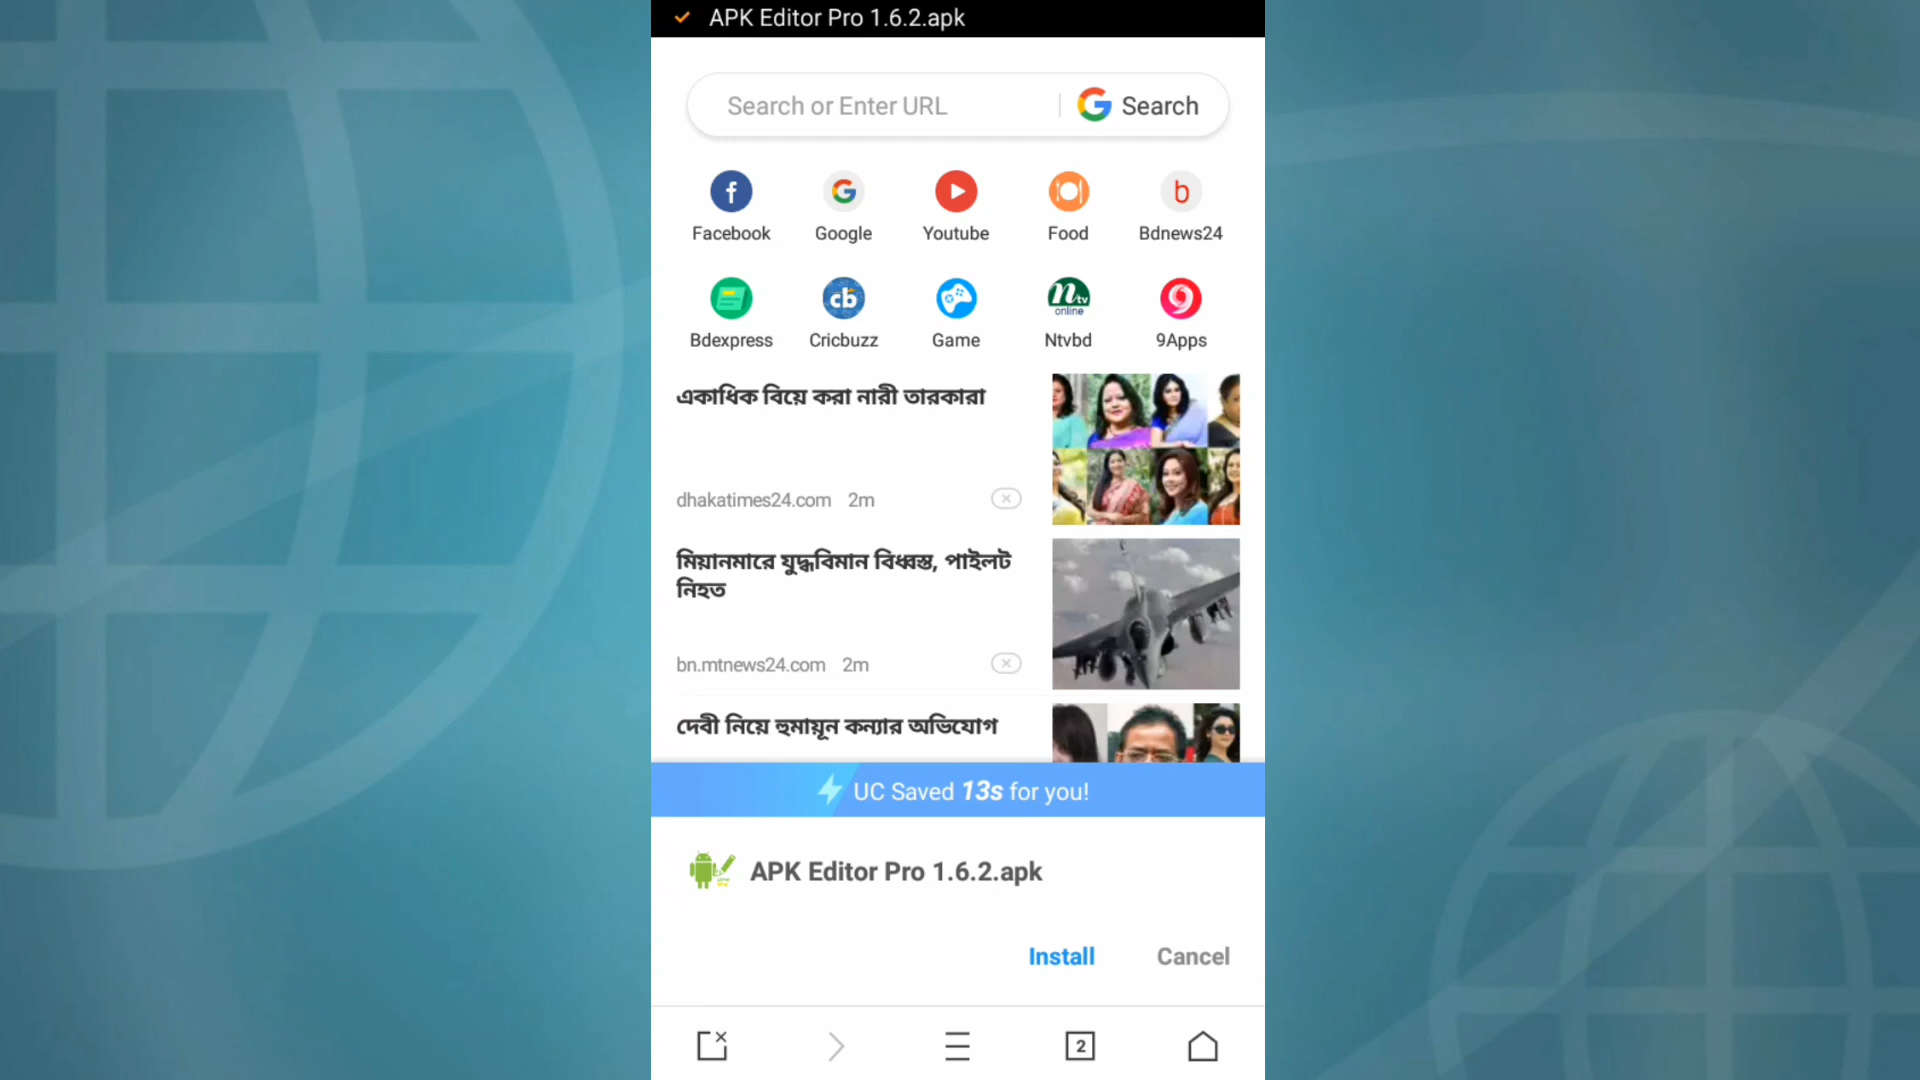 APK Editor Pro 1.6.2.apk
Search or Enter URL
Search
Facebook
Google
Youtube
Food
Bdnews24
Bdexpress
Cricbuzz
Game
Ntvbd
9Apps
একাধিক বিয়ে করা নারী তারকারা
dhakatimes24.com 2m
মিয়ানমারে যুদ্ধবিমান বিধ্বস্ত, পাইলট
নিহত
bn.mtnews24.com 2m
দেবী নিয়ে হুমায়ূন কন্যার অভিযোগ
UC Saved 13s for you!
APK Editor Pro 1.6.2.apk
Install
Cancel
2